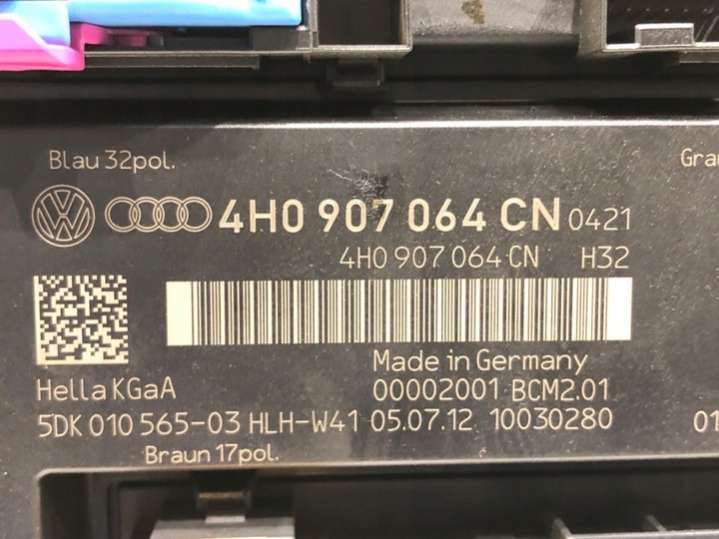 Blau 32pol.
4H0 907 064 CN 0421
4H0 907 064 CN H32
Made in Germany
Hella KGaA 00002001 BCM2.01
5DK 010 565-03 HLH-W41 05.07.12 10030280 01
Braun 17pol.